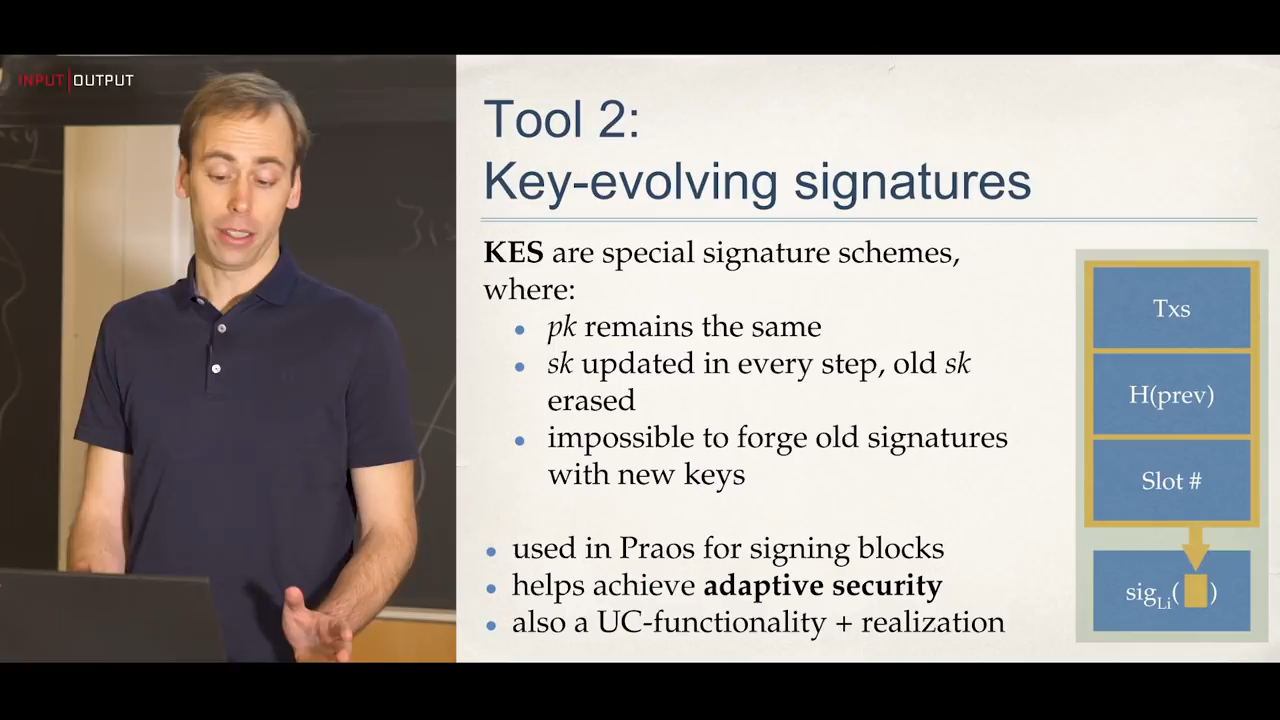 INPUT|OUTPUT
Tool 2:
Key-evolving signatures
KES are special signature schemes,
where:
• pk remains the same
• sk updated in every step, old sk
erased
• impossible to forge old signatures
with new keys
• used in Praos for signing blocks
• helps achieve adaptive security
• also a UC-functionality + realization
Txs
H(prev)
Slot #
sigLi( )